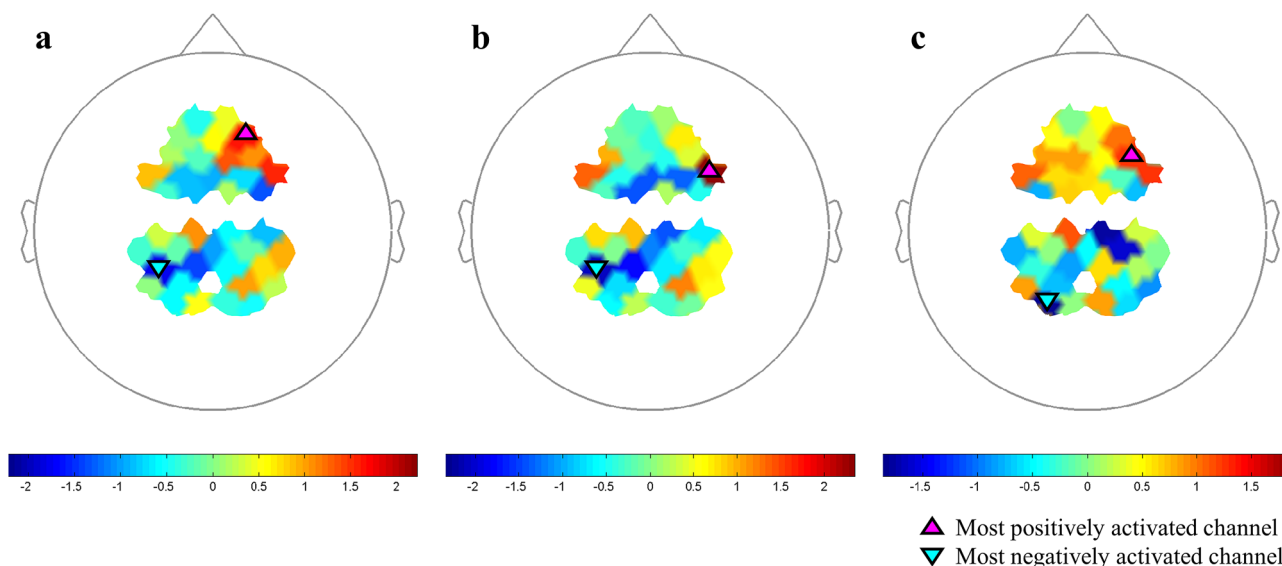 a b c
-2 -1.5 -1 -0.5 0 0.5 1 1.5 2
-2 -1.5 -1 -0.5 0 0.5 1 1.5 2
-1.5 -1 -0.5 0 0.5 1 1.5
Most positively activated channel
Most negatively activated channel